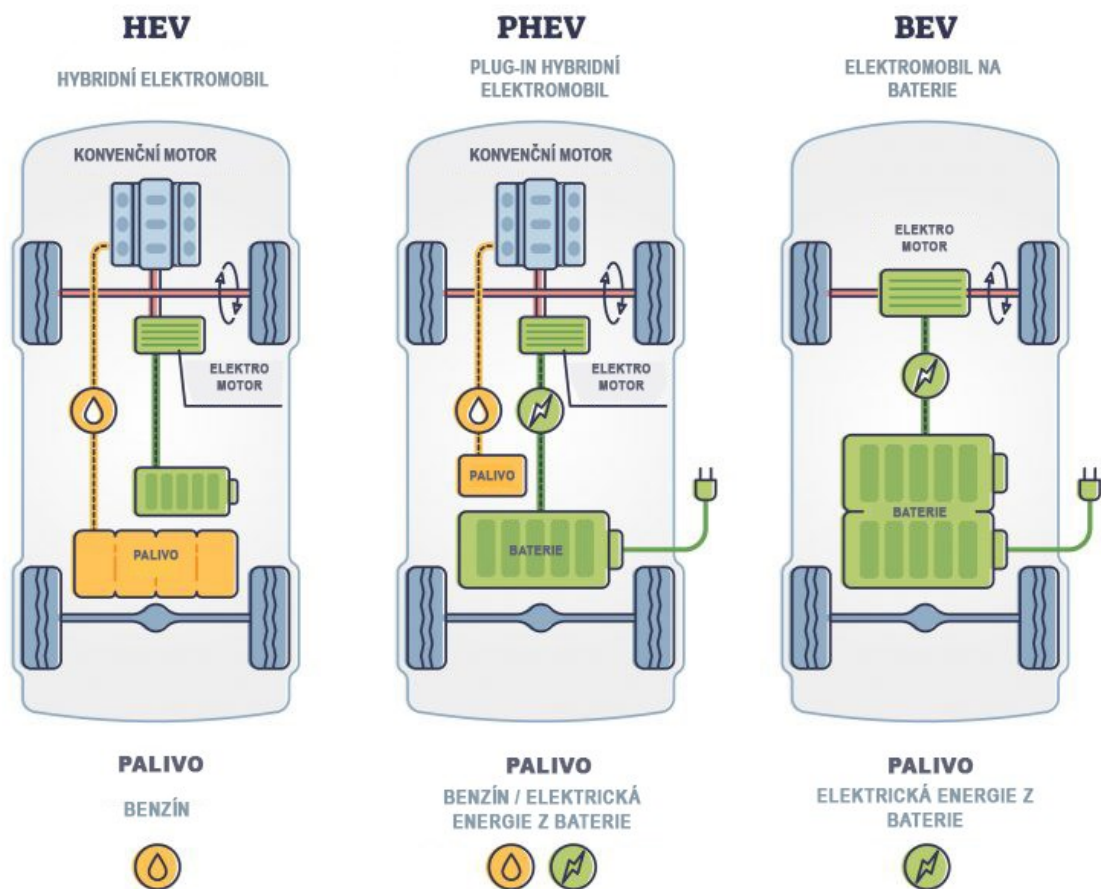 HEV
HYBRIDNÍ ELEKTROMOBIL
KONVENČNÍ MOTOR
ELEKTRO
MOTOR
PALIVO
PALIVO
BENZÍN
PHEV
PLUG-IN HYBRIDNÍ
ELEKTROMOBIL
KONVENČNÍ MOTOR
ELEKTRO
MOTOR
PALIVO
BATERIE
PALIVO
BENZÍN / ELEKTRICKÁ
ENERGIE Z BATERIE
BEV
ELEKTROMOBIL NA
BATERIE
ELEKTRO
MOTOR
BATERIE
PALIVO
ELEKTRICKÁ ENERGIE Z
BATERIE